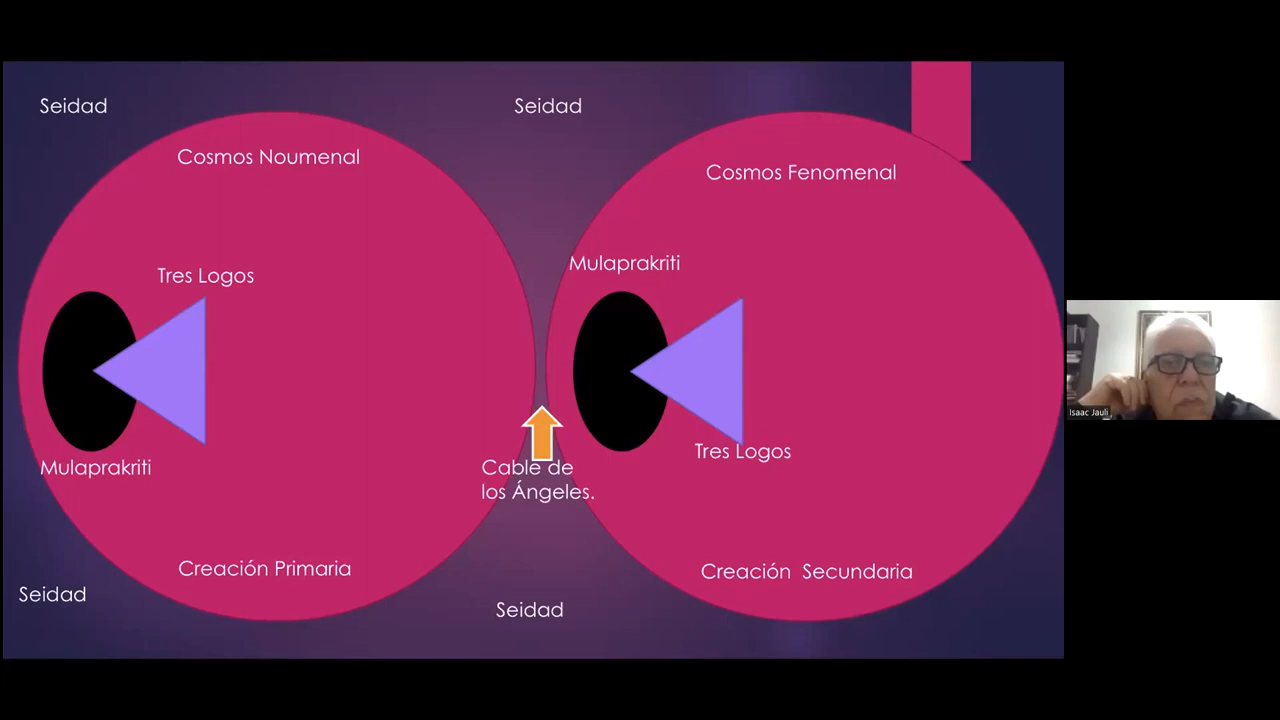 Seidad
Seidad
Cosmos Noumenal
Cosmos Fenomenal
Tres Logos
Mulaprakriti
Mulaprakriti
Tres Logos
Cable de
los Ángeles.
Creación Primaria
Creación Secundaria
Seidad
Seidad
Isaac Jauli